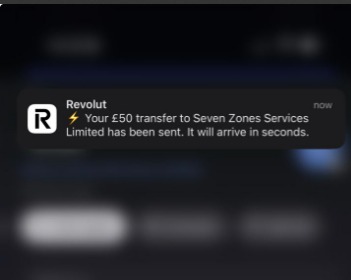 Revolut
now
⚡ Your £50 transfer to Seven Zones Services
Limited has been sent. It will arrive in seconds.